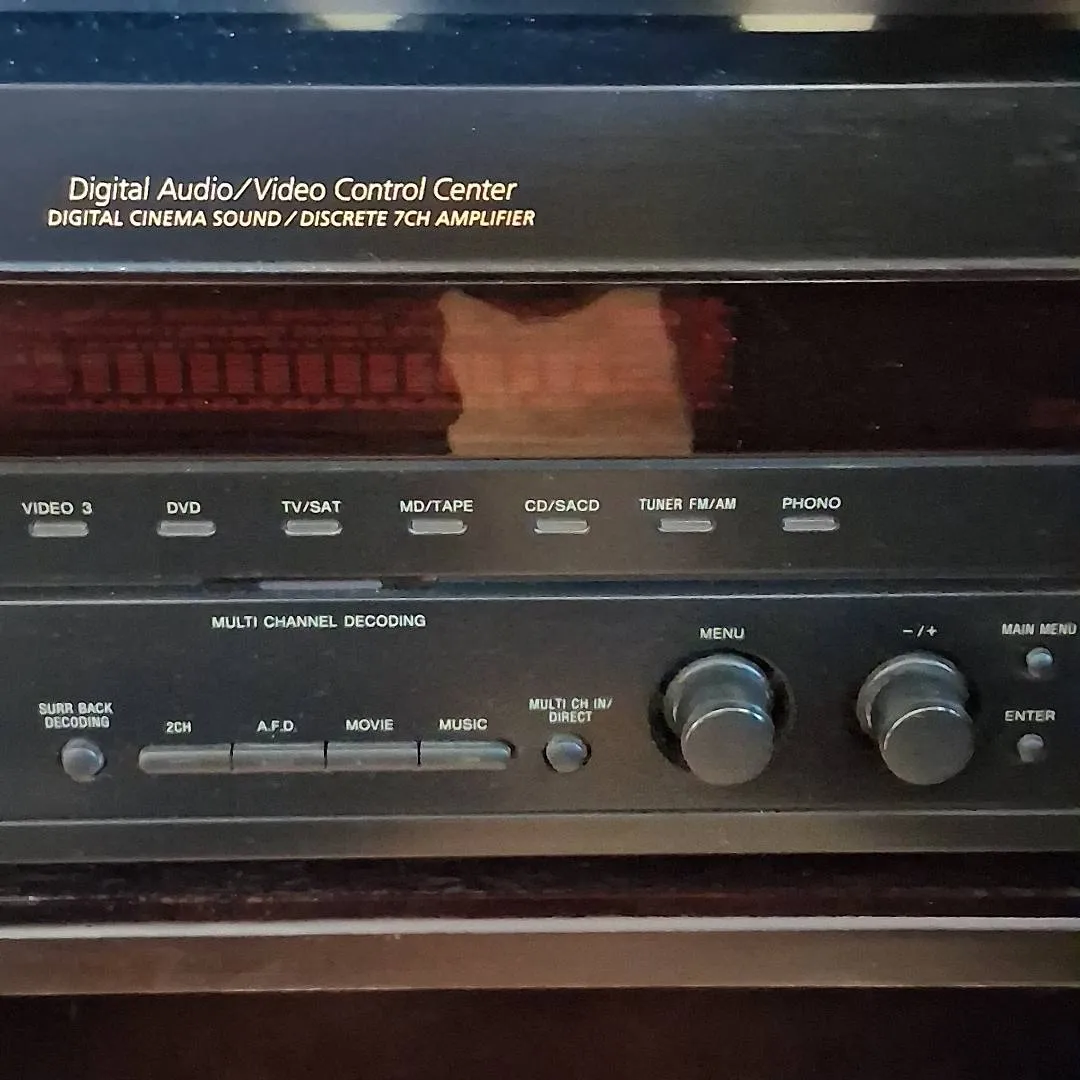 Digital Audio/Video Control Center
DIGITAL CINEMA SOUND / DISCRETE 7CH AMPLIFIER
VIDEO 3
DVD
TV/SAT
MD/TAPE
CD/SACD
TUNER FM/AM
PHONO
MULTI CHANNEL DECODING
MENU
–/+
MAIN MENU
SURR BACK
DECODING
2CH
A.F.D.
MOVIE
MUSIC
MULTI CH IN/
DIRECT
ENTER